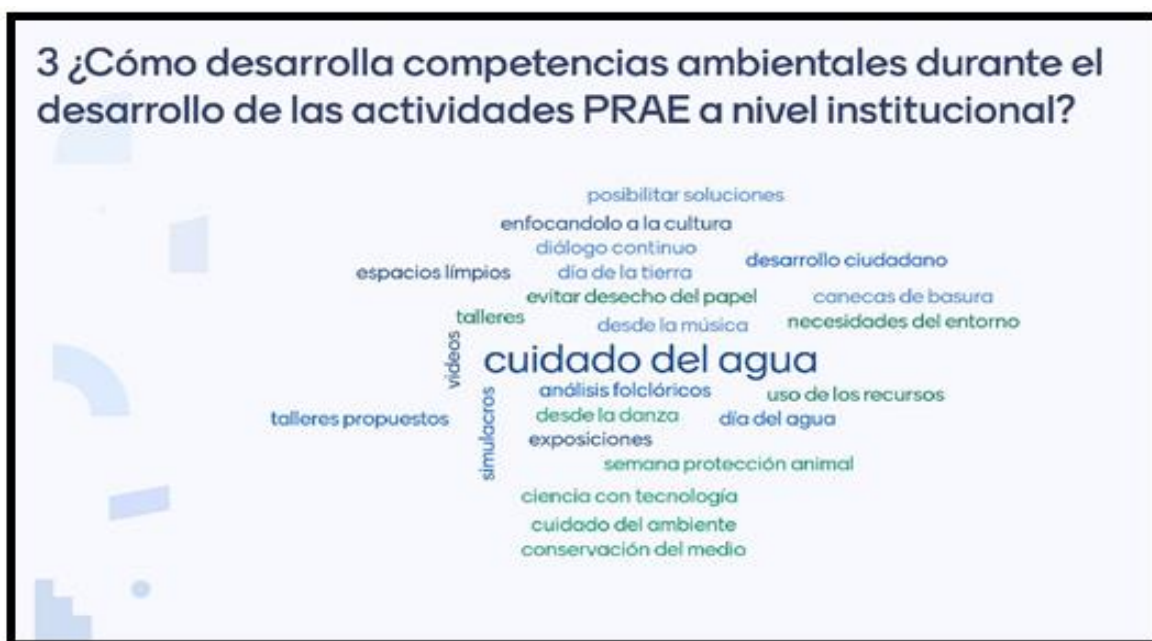 3 ¿Cómo desarrolla competencias ambientales durante el
desarrollo de las actividades PRAE a nivel institucional?
posibilitar soluciones
enfocandolo a la cultura
diálogo continuo
desarrollo ciudadano
espacios límpios
día de la tierra
evitar desecho del papel
canecas de basura
talleres
desde la música
necesidades del entorno
videos
cuidado del agua
análisis folclóricos
uso de los recursos
talleres propuestos
simulacros
desde la danza
día del agua
exposiciones
semana protección animal
ciencia con tecnología
cuidado del ambiente
conservación del medio